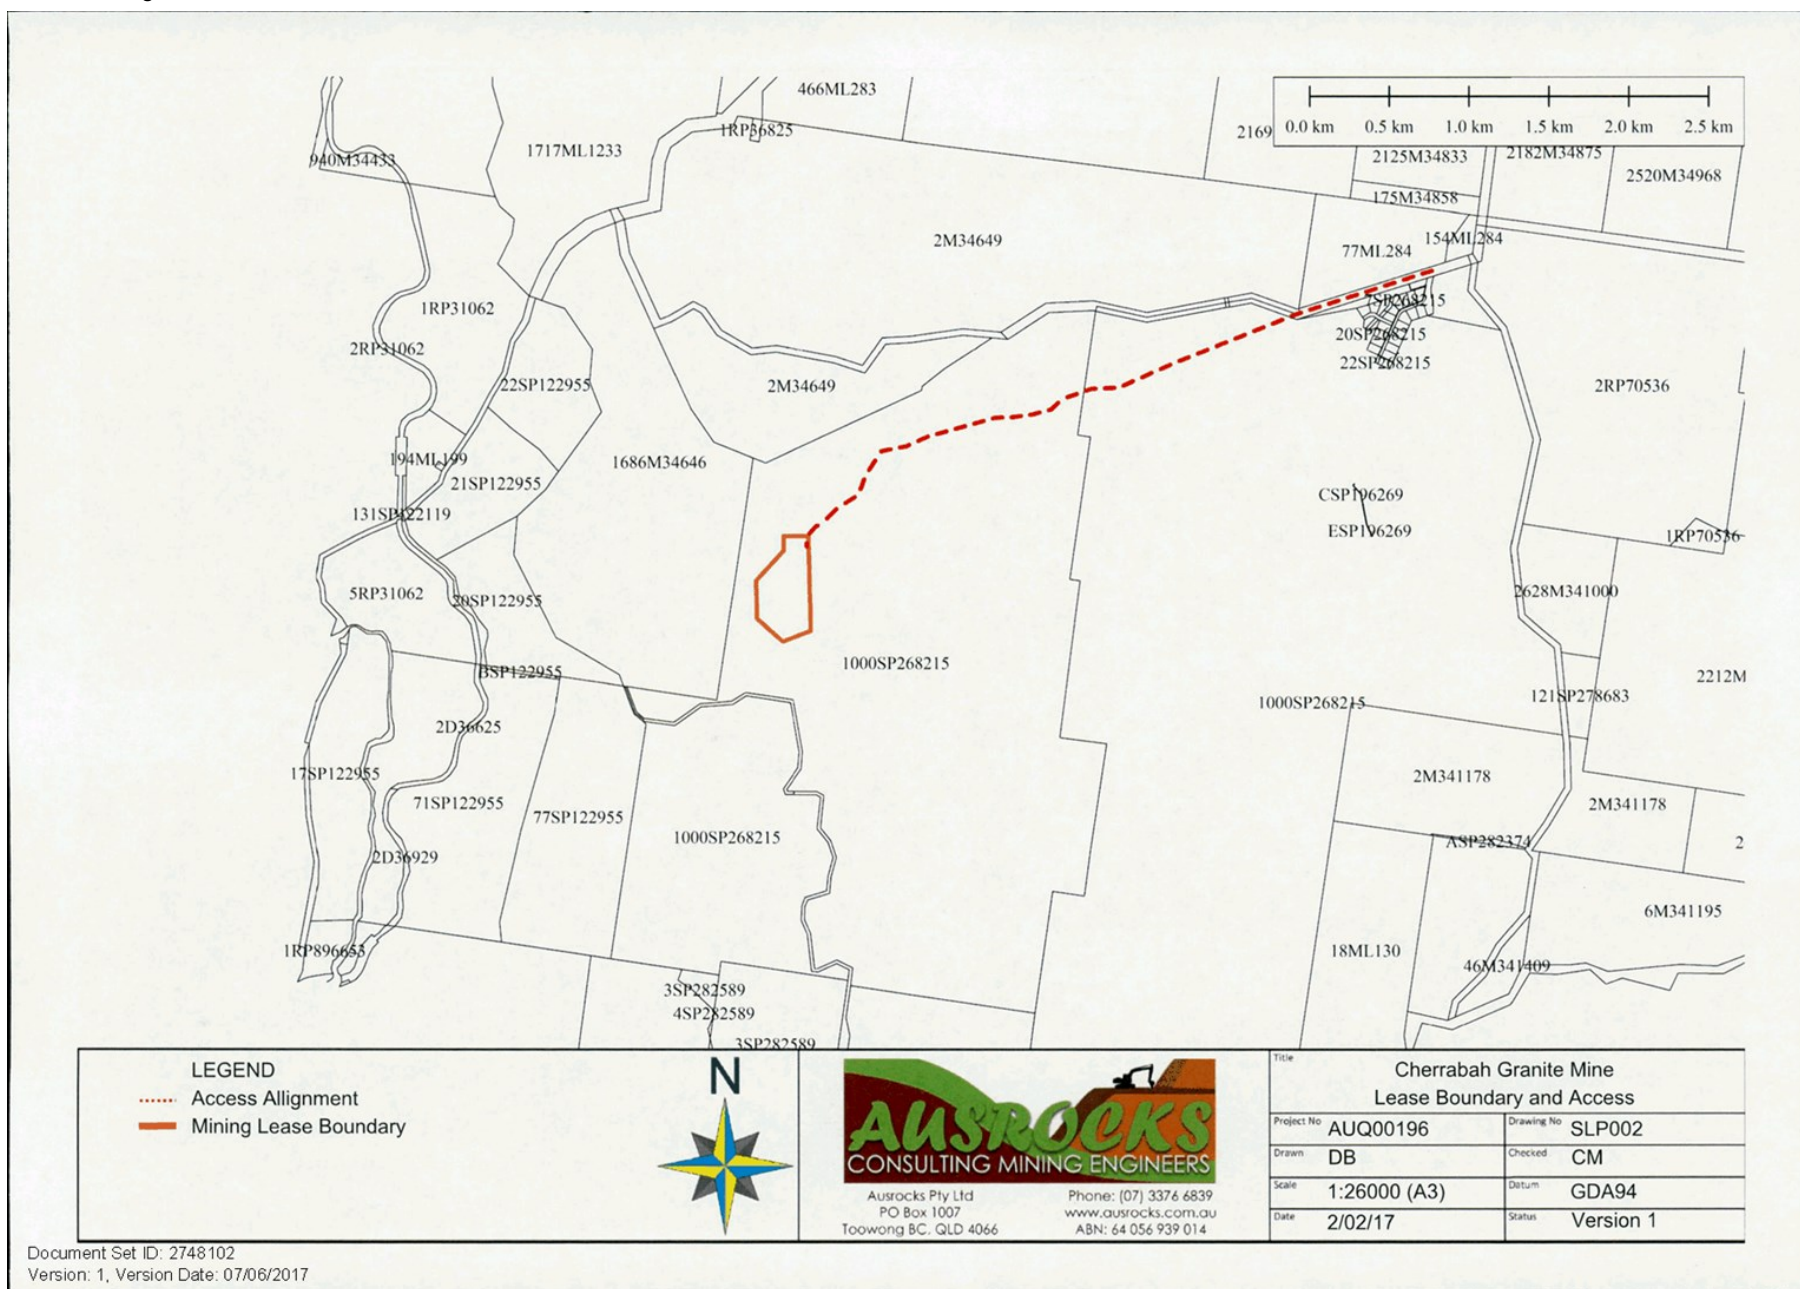 466ML283
1RP36825
1717ML1233
940M34433
2169
0.0 km 0.5 km 1.0 km 1.5 km 2.0 km 2.5 km
2125M34833
2182M34875
2520M34968
175M34858
2M34649
77ML284
154ML284
1RP31062
7SP268215
2RP31062
20SP268215
22SP268215
22SP122955
2M34649
2RP70536
194ML199
1686M34646
21SP122955
CSP196269
131SP122119
ESP196269
1RP70536
5RP31062
20SP122955
2628M341000
BSP122955
1000SP268215
2212M
121SP278683
1000SP268215
2D36625
17SP122955
2M341178
71SP122955
77SP122955
2M341178
1000SP268215
ASP282374
2
2D36929
6M341195
1RP896653
18ML130
46M341409
3SP282589
4SP282589
3SP282589
LEGEND
Access Allignment
Mining Lease Boundary
N
AUSROCKS
CONSULTING MINING ENGINEERS
Ausrocks Pty Ltd
PO Box 1007
Toowong BC. QLD 4066
Phone: (07) 3376 6839
www.ausrocks.com.au
ABN: 64 056 939 014
Title
Cherrabah Granite Mine
Lease Boundary and Access
Project No AUQ00196
Drawing No SLP002
Drawn DB
Checked CM
Scale 1:26000 (A3)
Datum GDA94
Date 2/02/17
Status Version 1
Document Set ID: 2748102
Version: 1, Version Date: 07/06/2017